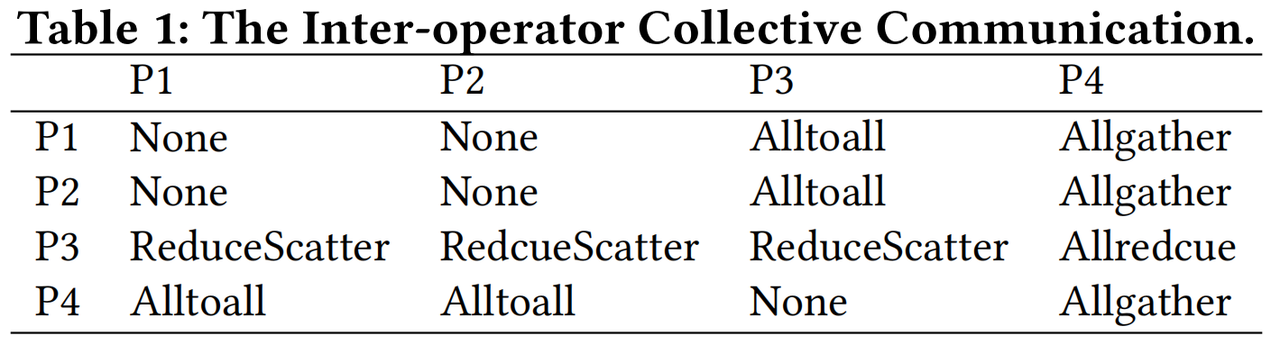 Table 1: The Inter-operator Collective Communication.
P1 P2 P3 P4
P1 None None Alltoall Allgather
P2 None None Alltoall Allgather
P3 ReduceScatter RedcueScatter ReduceScatter Allredcue
P4 Alltoall Alltoall None Allgather